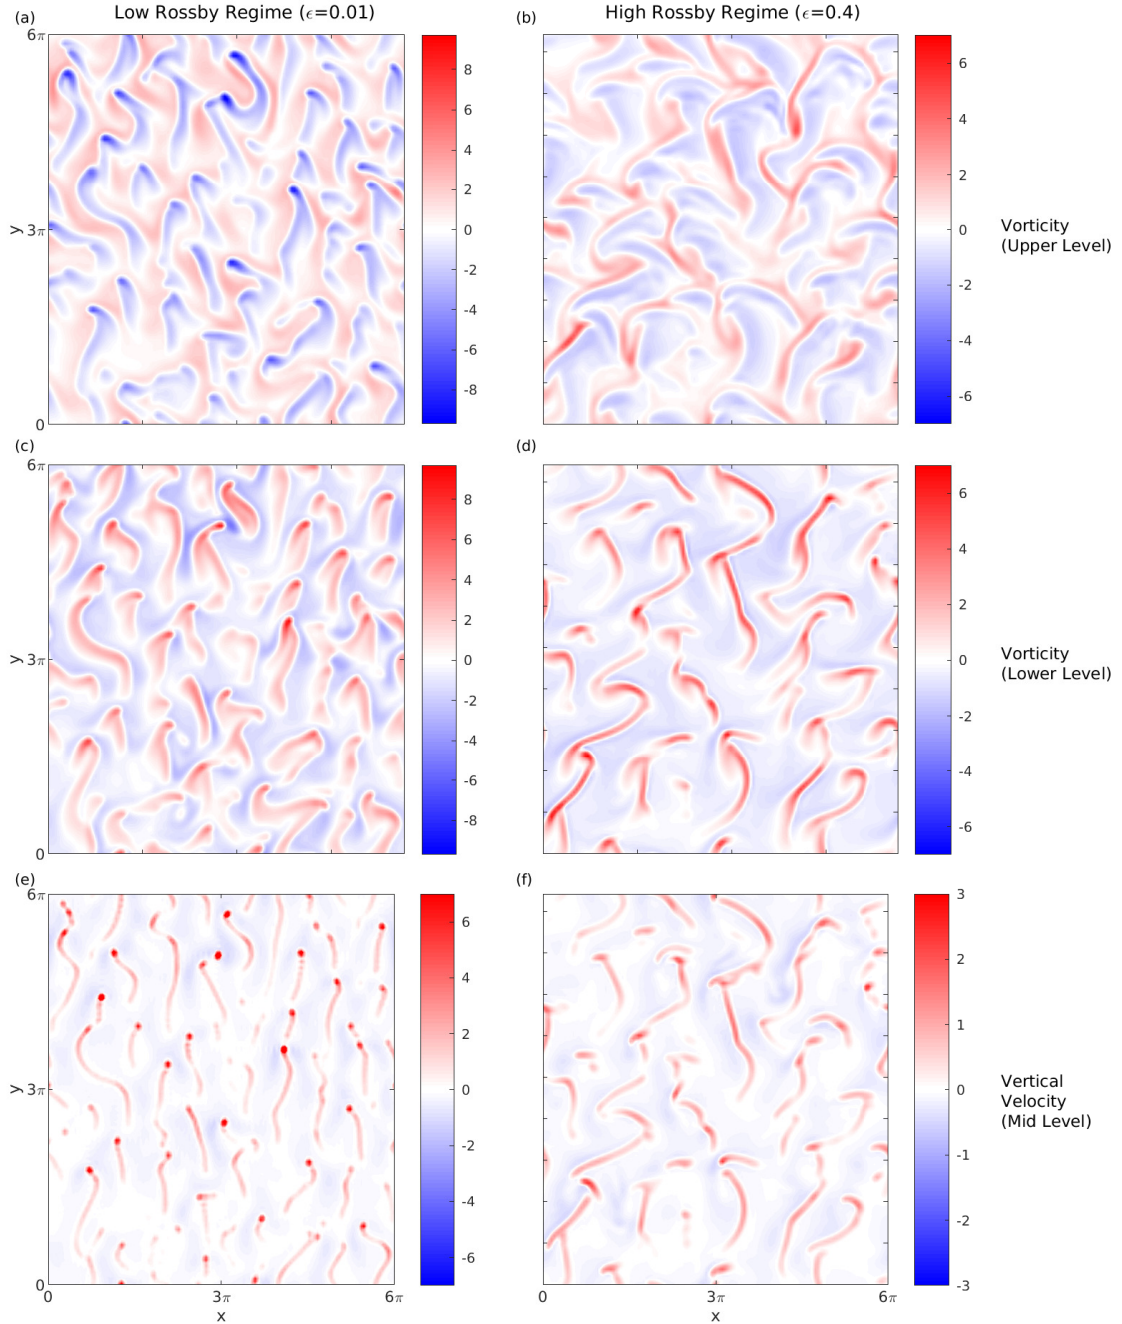 Low Rossby Regime (ϵ=0.01)
High Rossby Regime (ϵ=0.4)
(a)
6π
y 3π
0
8
6
4
2
0
-2
-4
-6
-8
(b)
6
4
2
0
-2
-4
-6
Vorticity
(Upper Level)
(c)
6π
y 3π
0
8
6
4
2
0
-2
-4
-6
-8
(d)
6
4
2
0
-2
-4
-6
Vorticity
(Lower Level)
(e)
6π
y 3π
0
0 3π 6π
x
6
4
2
0
-2
-4
-6
(f)
0 3π 6π
x
3
2
1
0
-1
-2
-3
Vertical
Velocity
(Mid Level)